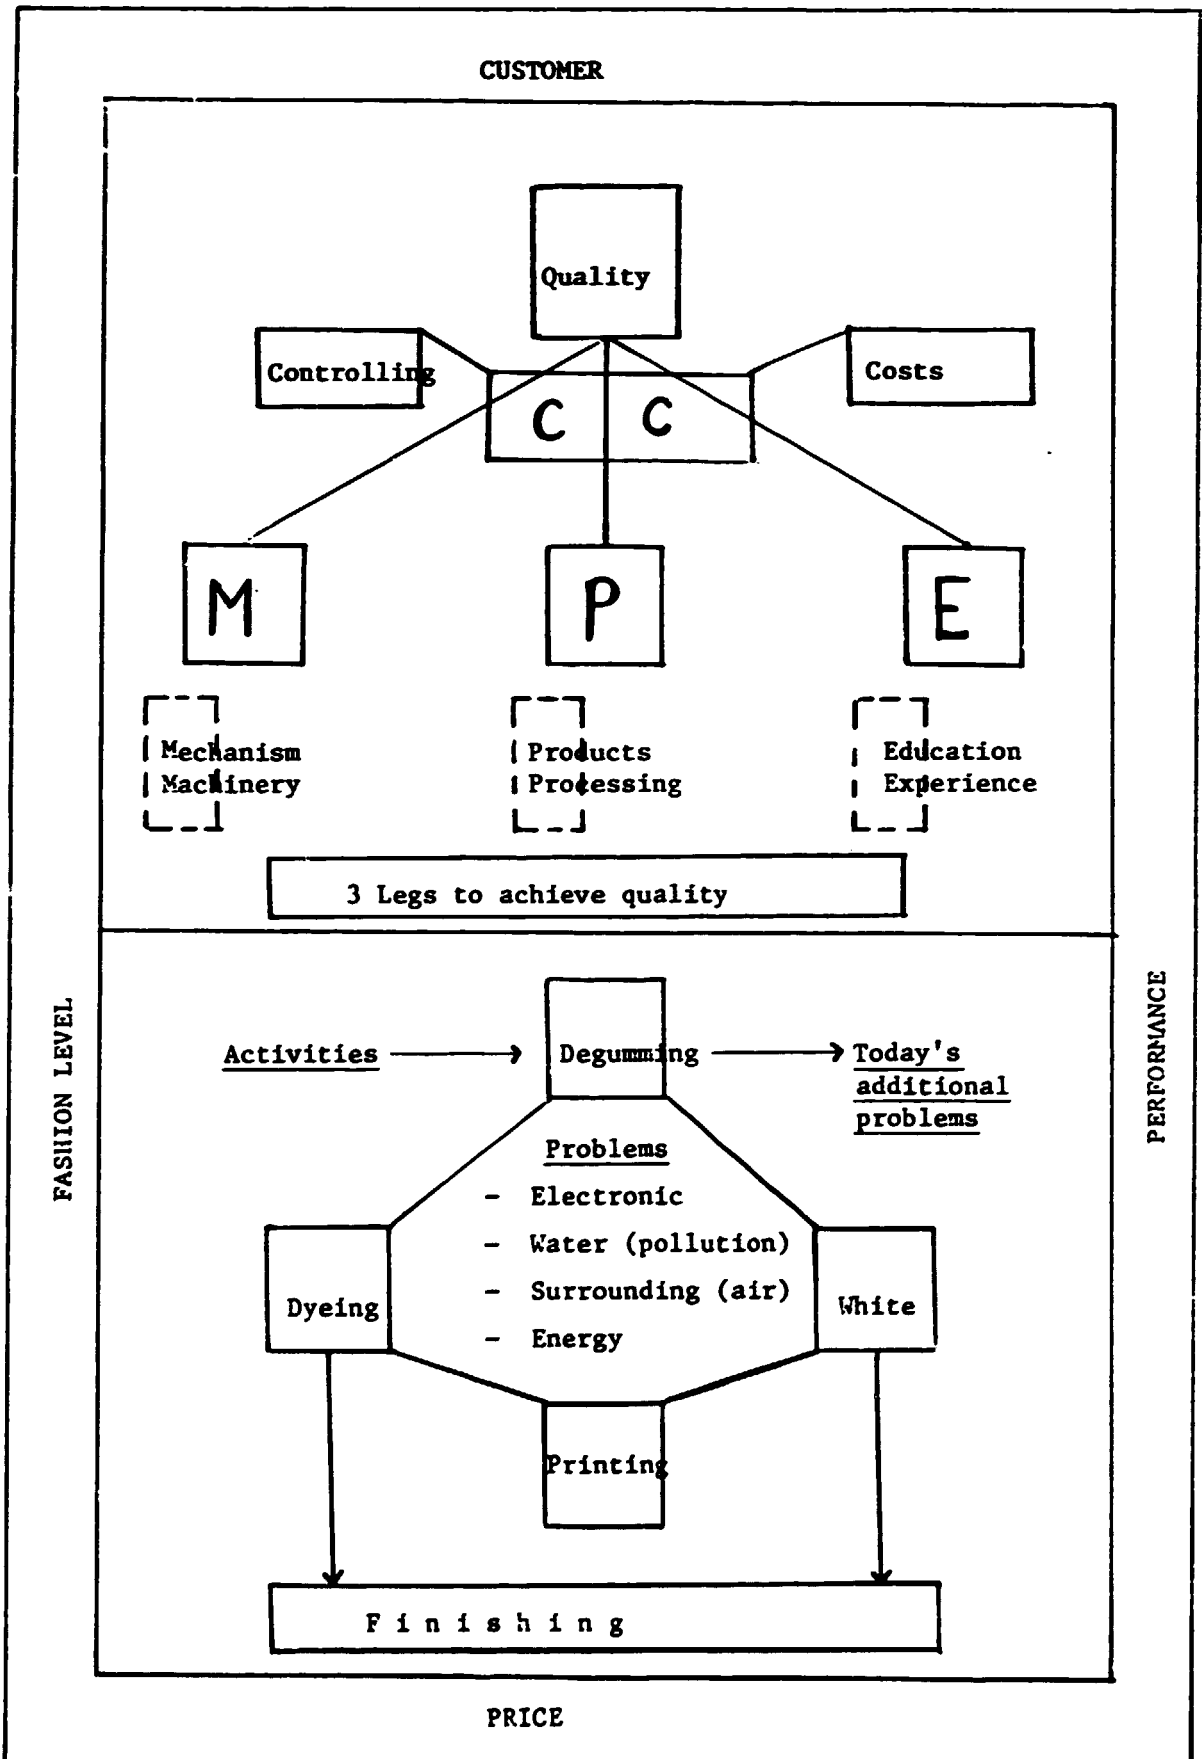 CUSTOMER
Quality
Controlling
Costs
C C
M P E
Mechanism
Machinery
Products
Processing
Education
Experience
3 Legs to achieve quality
FASHION LEVEL
PERFORMANCE
Activities
Degumming
Today's
additional
problems
Problems
- Electronic
- Water (pollution)
- Surrounding (air)
- Energy
Dyeing
White
Printing
Finishing
PRICE